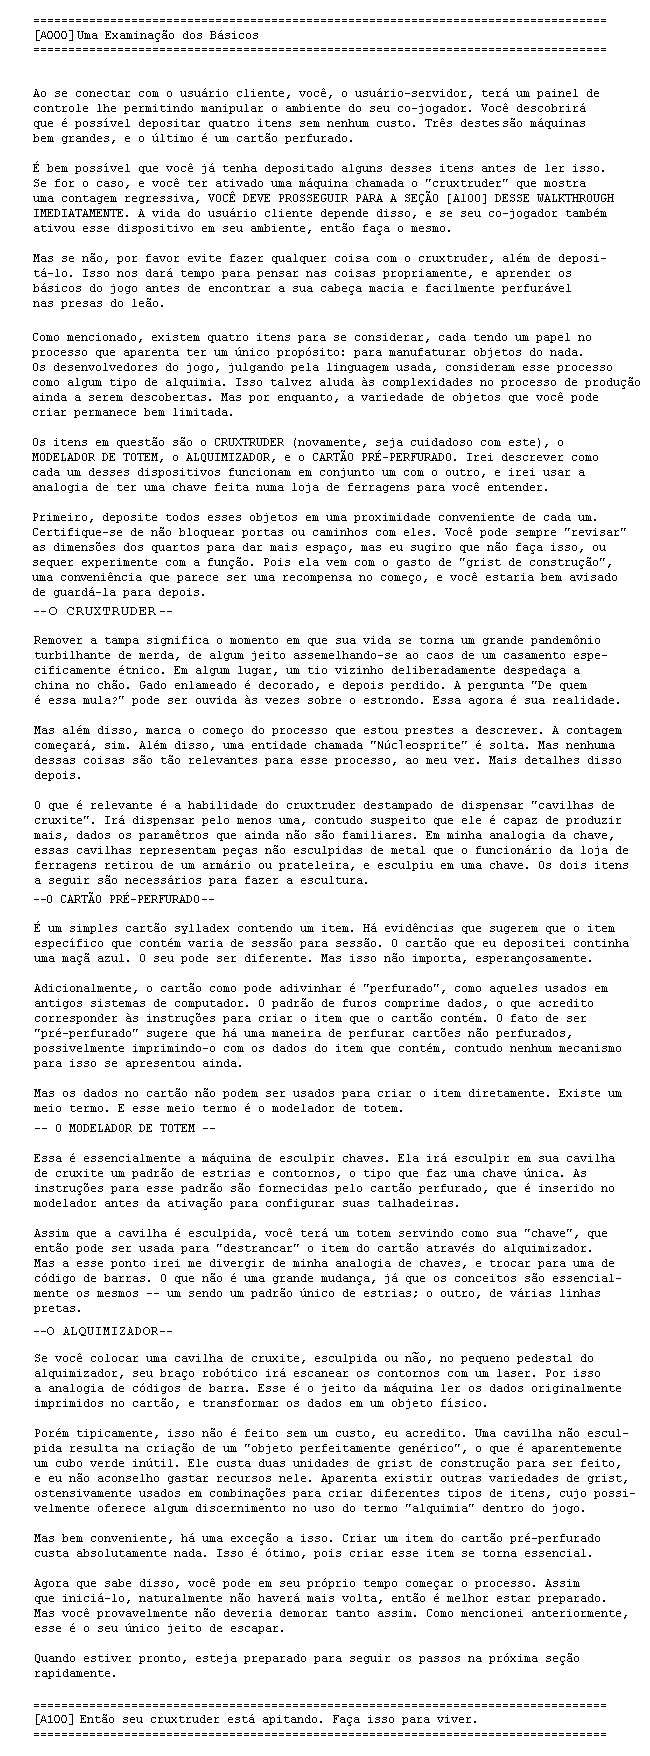 ==================================================================================
[A000] Uma Examinação dos Básicos
==================================================================================
Ao se conectar com o usuário cliente, você, o usuário-servidor, terá um painel de
controle lhe permitindo manipular o ambiente do seu co-jogador. Você descobrirá
que é possível depositar quatro itens sem nenhum custo. Três destes são máquinas
bem grandes, e o último é um cartão perfurado.
É bem possível que você já tenha depositado alguns desses itens antes de ler isso.
Se for o caso, e você ter ativado uma máquina chamada o "cruxtruder" que mostra
uma contagem regressiva, VOCÊ DEVE PROSSEGUIR PARA A SEÇÃO [A100] DESSE WALKTHROUGH
IMEDIATAMENTE. A vida do usuário cliente depende disso, e se seu co-jogador também
ativou esse dispositivo em seu ambiente, então faça o mesmo.
Mas se não, por favor evite fazer qualquer coisa com o cruxtruder, além de deposi-
tá-lo. Isso nos dará tempo para pensar nas coisas propriamente, e aprender os
básicos do jogo antes de encontrar a sua cabeça macia e facilmente perfurável
nas presas do leão.
Como mencionado, existem quatro itens para se considerar, cada tendo um papel no
processo que aparenta ter um único propósito: para manufaturar objetos do nada.
Os desenvolvedores do jogo, julgando pela linguagem usada, consideram esse processo
como algum tipo de alquimia. Isso talvez aluda às complexidades no processo de produção
ainda a serem descobertas. Mas por enquanto, a variedade de objetos que você pode
criar permanece bem limitada.
Os itens em questão são o CRUXTRUDER (novamente, seja cuidadoso com este), o
MODELADOR DE TOTEM, o ALQUIMIZADOR, e o CARTÃO PRÉ-PERFURADO. Irei descrever como
cada um desses dispositivos funcionam em conjunto um com o outro, e irei usar a
analogia de ter uma chave feita numa loja de ferragens para você entender.
Primeiro, deposite todos esses objetos em uma proximidade conveniente de cada um.
Certifique-se de não bloquear portas ou caminhos com eles. Você pode sempre "revisar"
as dimensões dos quartos para dar mais espaço, mas eu sugiro que não faça isso, ou
sequer experimente com a função. Pois ela vem com o gasto de "grist de construção",
uma conveniência que parece ser uma recompensa no começo, e você estaria bem avisado
de guardá-la para depois.
--O CRUXTRUDER--
Remover a tampa significa o momento em que sua vida se torna um grande pandemônio
turbilhante de merda, de algum jeito assemelhando-se ao caos de um casamento espe-
cificamente étnico. Em algum lugar, um tio vizinho deliberadamente despedaça a
china no chão. Gado enlameado é decorado, e depois perdido. A pergunta "De quem
é essa mula?" pode ser ouvida às vezes sobre o estrondo. Essa agora é sua realidade.
Mas além disso, marca o começo do processo que estou prestes a descrever. A contagem
começará, sim. Além disso, uma entidade chamada "Núcleosprite" é solta. Mas nenhuma
dessas coisas são tão relevantes para esse processo, ao meu ver. Mais detalhes disso
depois.
O que é relevante é a habilidade do cruxtruder destampado de dispensar "cavilhas de
cruxite". Irá dispensar pelo menos uma, contudo suspeito que ele é capaz de produzir
mais, dados os paramêtros que ainda não são familiares. Em minha analogia da chave,
essas cavilhas representam peças não esculpidas de metal que o funcionário da loja de
ferragens retirou de um armário ou prateleira, e esculpiu em uma chave. Os dois itens
a seguir são necessários para fazer a escultura.
--O CARTÃO PRÉ-PERFURADO--
É um simples cartão sylladex contendo um item. Há evidências que sugerem que o item
específico que contém varia de sessão para sessão. O cartão que eu depositei continha
uma maçã azul. O seu pode ser diferente. Mas isso não importa, esperançosamente.
Adicionalmente, o cartão como pode adivinhar é "perfurado", como aqueles usados em
antigos sistemas de computador. O padrão de furos comprime dados, o que acredito
corresponder às instruções para criar o item que o cartão contém. O fato de ser
"pré-perfurado" sugere que há uma maneira de perfurar cartões não perfurados,
possivelmente imprimindo-o com os dados do item que contém, contudo nenhum mecanismo
para isso se apresentou ainda.
Mas os dados no cartão não podem ser usados para criar o item diretamente. Existe um
meio termo. E esse meio termo é o modelador de totem.
-- O MODELADOR DE TOTEM --
Essa é essencialmente a máquina de esculpir chaves. Ela irá esculpir em sua cavilha
de cruxite um padrão de estrias e contornos, o tipo que faz uma chave única. As
instruções para esse padrão são fornecidas pelo cartão perfurado, que é inserido no
modelador antes da ativação para configurar suas talhadeiras.
Assim que a cavilha é esculpida, você terá um totem servindo como sua "chave", que
então pode ser usada para "destrancar" o item do cartão através do alquimizador.
Mas a esse ponto irei me divergir de minha analogia de chaves, e trocar para uma de
código de barras. O que não é uma grande mudança, já que os conceitos são essencial-
mente os mesmos -- um sendo um padrão único de estrias; o outro, de várias linhas
pretas.
--O ALQUIMIZADOR--
Se você colocar uma cavilha de cruxite, esculpida ou não, no pequeno pedestal do
alquimizador, seu braço robótico irá escanear os contornos com um laser. Por isso
a analogia de códigos de barra. Esse é o jeito da máquina ler os dados originalmente
imprimidos no cartão, e transformar os dados em um objeto físico.
Porém tipicamente, isso não é feito sem um custo, eu acredito. Uma cavilha não escul-
pida resulta na criação de um "objeto perfeitamente genérico", o que é aparentemente
um cubo verde inútil. Ele custa duas unidades de grist de construção para ser feito,
e eu não aconselho gastar recursos nele. Aparenta existir outras variedades de grist,
ostensivamente usados em combinações para criar diferentes tipos de itens, cujo possi-
velmente oferece algum discernimento no uso do termo "alquimia" dentro do jogo.
Mas bem conveniente, há uma exceção a isso. Criar um item do cartão pré-perfurado
custa absolutamente nada. Isso é ótimo, pois criar esse item se torna essencial.
Agora que sabe disso, você pode em seu próprio tempo começar o processo. Assim
que iniciá-lo, naturalmente não haverá mais volta, então é melhor estar preparado.
Mas você provavelmente não deveria demorar tanto assim. Como mencionei anteriormente,
esse é o seu único jeito de escapar.
Quando estiver pronto, esteja preparado para seguir os passos na próxima seção
rapidamente.
==================================================================================
[A100] Então seu cruxtruder está apitando. Faça isso para viver.
==================================================================================